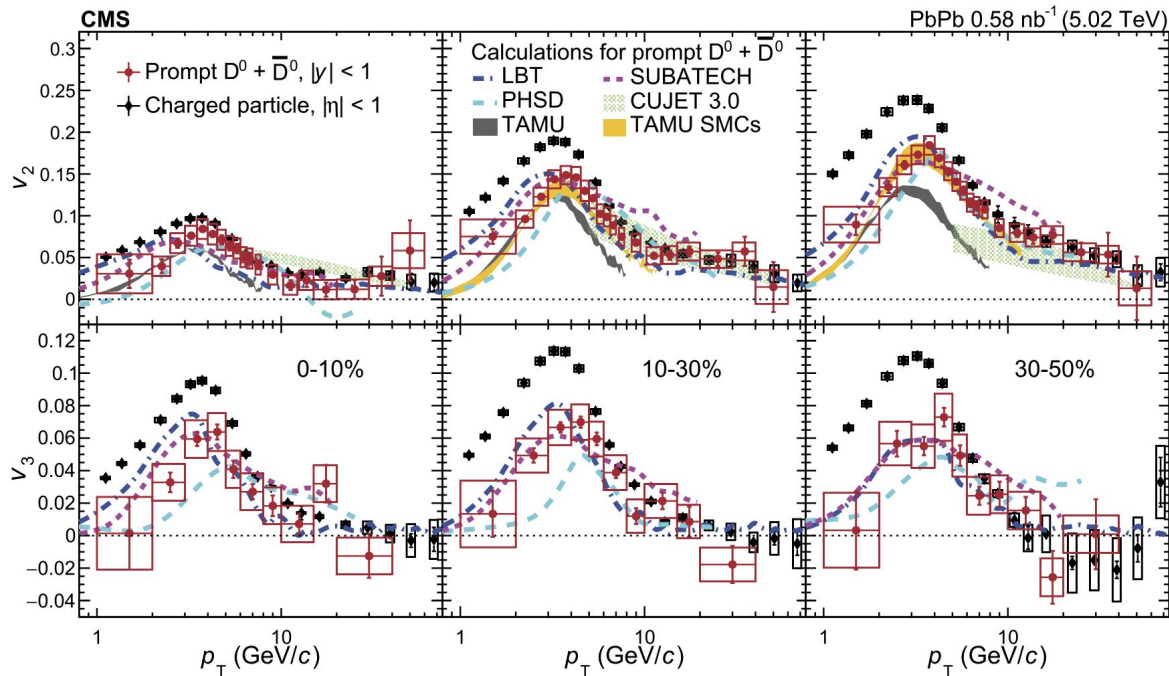 CMS
PbPb 0.58 nb⁻¹ (5.02 TeV)
Prompt D⁰ + D̅⁰, |y| < 1
Charged particle, |η| < 1
Calculations for prompt D⁰ + D̅⁰
LBT
SUBATECH
PHSD
CUJET 3.0
TAMU
TAMU SMCs
v₂
0.3
0.25
0.20
0.15
0.10
0.05
0
v₃
0.12
0.1
0.08
0.06
0.04
0.02
0
−0.02
−0.04
0-10%
10-30%
30-50%
1 10
1 10
1 10
p_T (GeV/c)
p_T (GeV/c)
p_T (GeV/c)